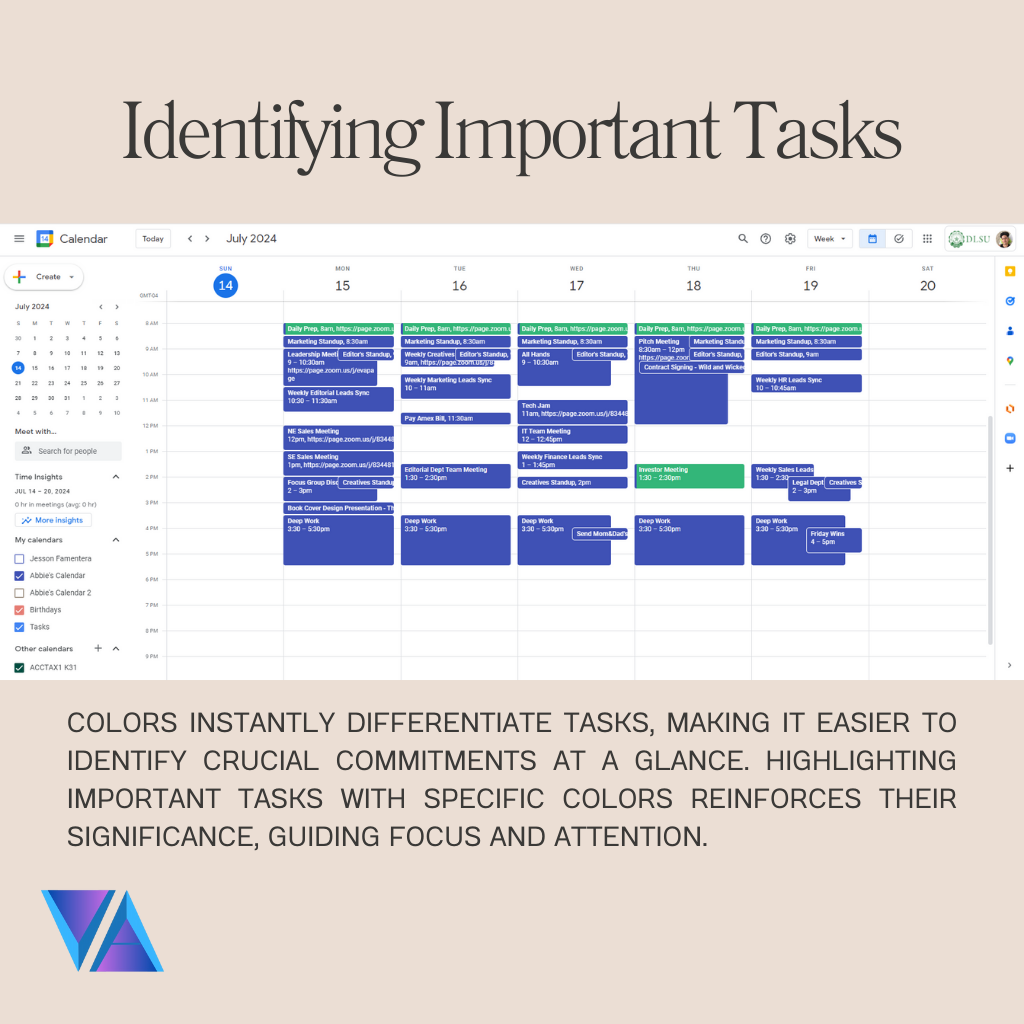 Identifying Important Tasks
Calendar
Today
July 2024
Week
DLSU
Create
SUN MON TUE WED THU FRI SAT
14 15 16 17 18 19 20
July 2024
S M T W T F S
30 1 2 3 4 5 6
7 8 9 10 11 12 13
14 15 16 17 18 19 20
21 22 23 24 25 26 27
28 29 30 31 1 2 3
4 5 6 7 8 9 10
Meet with...
Search for people
Time Insights
JUL 14 – 20, 2024
0 hr in meetings (avg: 0 hr)
More insights
My calendars
Jesson Famentera
Abbie's Calendar
Abbie's Calendar 2
Birthdays
Tasks
Other calendars
ACCTAX1 K31
8 AM
9 AM
10 AM
11 AM
12 PM
1 PM
2 PM
3 PM
4 PM
5 PM
6 PM
7 PM
8 PM
9 PM
Daily Prep, 8am, https://page.zoom.u
Marketing Standup, 8:30am
Leadership Meet
9 – 10:30am
https://page.zoom.us/j/evapa
ge
Editor's Standup,
Weekly Editorial Leads Sync
10:30 – 11:30am
NE Sales Meeting
12pm, https://page.zoom.us/j/83448
SE Sales Meeting
1pm, https://page.zoom.us/j/834481
Focus Group Dis
2 – 3pm
Creatives Standu
Book Cover Design Presentation - Th
Deep Work
3:30 – 5:30pm
Daily Prep, 8am, https://page.zoom.u
Marketing Standup, 8:30am
Weekly Creatives
9am, https://page.zoom.us/j/8
Editor's Standup,
Weekly Marketing Leads Sync
10 – 11am
Pay Amex Bill, 11:30am
Editorial Dept Team Meeting
1:30 – 2:30pm
Deep Work
3:30 – 5:30pm
Daily Prep, 8am, https://page.zoom.u
Marketing Standup, 8:30am
All Hands
9 – 10:30am
Editor's Standup,
Tech Jam
11am, https://page.zoom.us/j/83448
IT Team Meeting
12 – 12:45pm
Weekly Finance Leads Sync
1 – 1:45pm
Creatives Standup, 2pm
Deep Work
3:30 – 5:30pm
Send Mom&Dad's
Daily Prep, 8am, https://page.zoom.u
Pitch Meeting
8:30am – 12pm
https://page.zoo
Marketing Stand
Editor's Standup,
Contract Signing - Wild and Wicked
Investor Meeting
1:30 – 2:30pm
Deep Work
3:30 – 5:30pm
Daily Prep, 8am, https://page.zoom.u
Marketing Standup, 8:30am
Editor's Standup, 9am
Weekly HR Leads Sync
10 – 10:45am
Weekly Sales Leads
1:30 – 2:30
Legal Dept
2 – 3pm
Creatives S
Deep Work
3:30 – 5:30pm
Friday Wins
4 – 5pm
COLORS INSTANTLY DIFFERENTIATE TASKS, MAKING IT EASIER TO
IDENTIFY CRUCIAL COMMITMENTS AT A GLANCE. HIGHLIGHTING
IMPORTANT TASKS WITH SPECIFIC COLORS REINFORCES THEIR
SIGNIFICANCE, GUIDING FOCUS AND ATTENTION.
VA